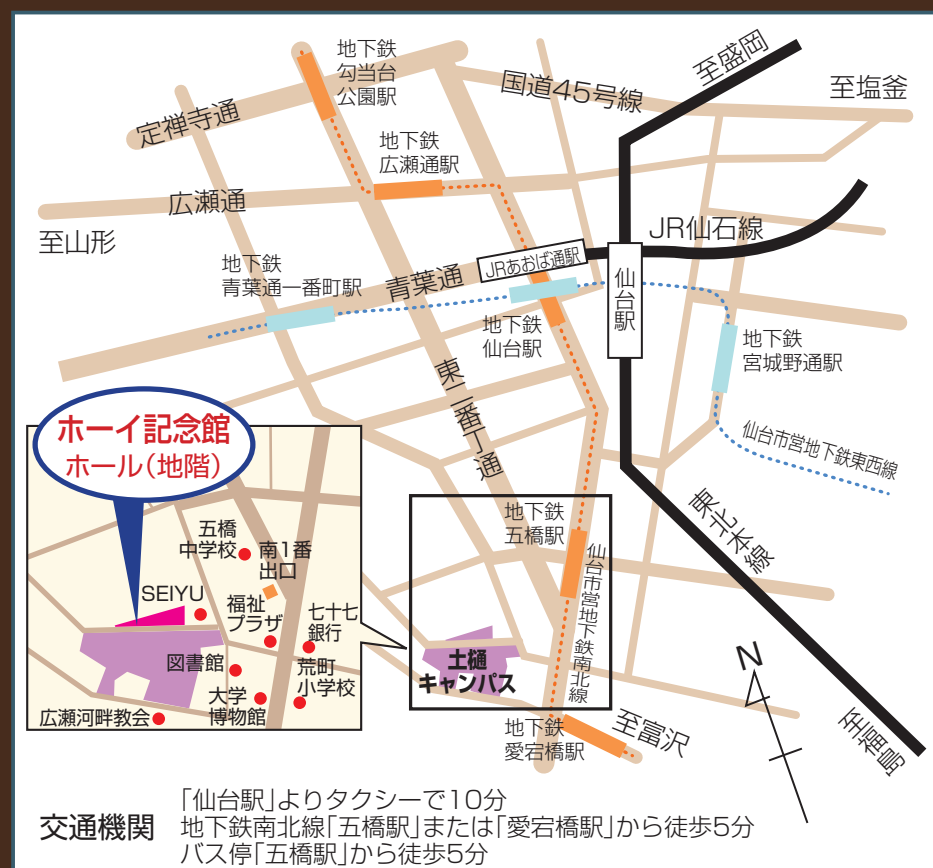 地下鉄
勾当台
公園駅
至盛岡
国道45号線
至塩釜
定禅寺通
地下鉄
広瀬通駅
広瀬通
至山形
JR仙石線
地下鉄
青葉通一番町駅
青葉通
JRあおば通駅
仙台駅
地下鉄
仙台駅
地下鉄
宮城野通駅
東二番丁通
仙台市営地下鉄東西線
ホーイ記念館
ホール（地階）
地下鉄
五橋駅
東北本線
仙台市営地下鉄南北線
五橋
中学校
南1番
出口
SEIYU
福祉
プラザ
七十七
銀行
図書館
荒町
小学校
大学
博物館
広瀬河畔教会
土樋
キャンパス
N
地下鉄
愛宕橋駅
至富沢
至福島
交通機関
「仙台駅」よりタクシーで10分
地下鉄南北線「五橋駅」または「愛宕橋駅」から徒歩5分
バス停「五橋駅」から徒歩5分